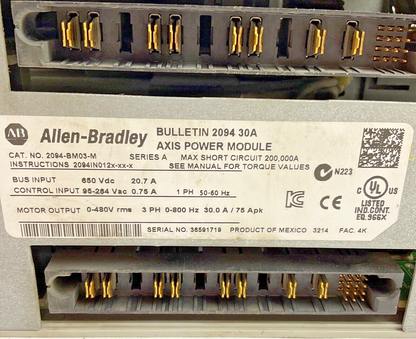 AB Allen-Bradley BULLETIN 2094 30A
AXIS POWER MODULE
CAT. NO. 2094-BM03-M SERIES A MAX SHORT CIRCUIT 200,000A
INSTRUCTIONS 2094IN012x-xx-x SEE MANUAL FOR TORQUE VALUES
BUS INPUT 650 Vdc 20.7 A
CONTROL INPUT 95-264 Vac 0.75 A 1 PH 50-60 Hz
MOTOR OUTPUT 0-480V rms 3 PH 0-800 Hz 30.0 A / 75 Apk
N223
C UL US
LISTED
IND.CONT.
EQ.966X
CE
SERIAL NO. 38591719 PRODUCT OF MEXICO 3214 FAC. 4K